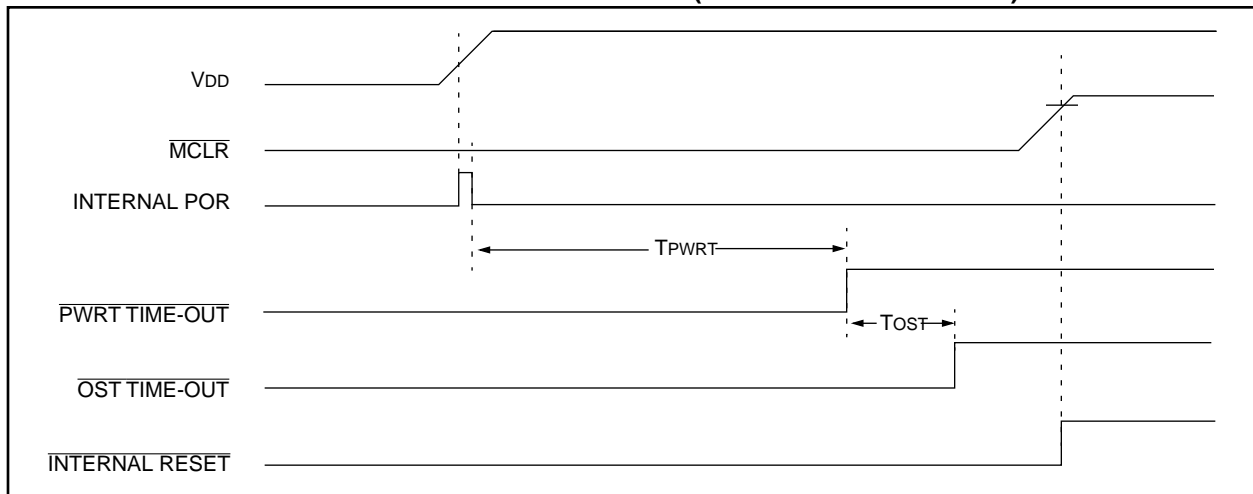 VDD
MCLR
INTERNAL POR
TPWRT
PWRT TIME-OUT
TOST
OST TIME-OUT
INTERNAL RESET